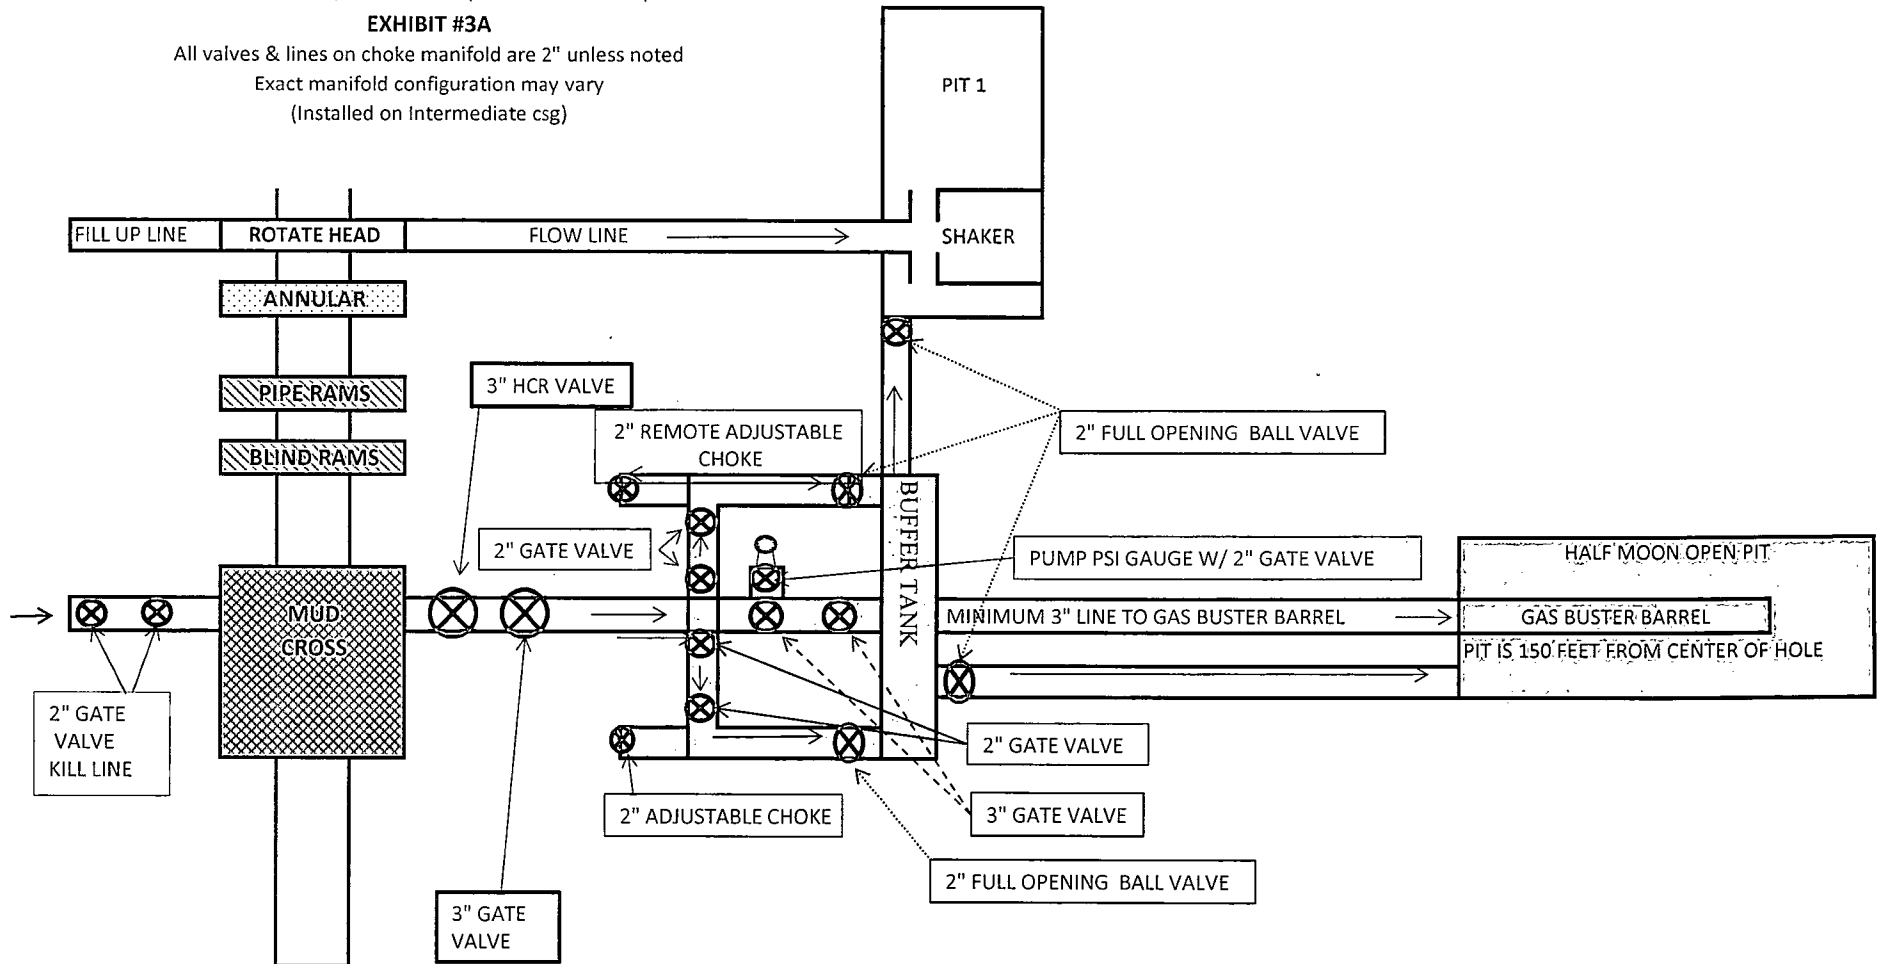 EXHIBIT #3A
All valves & lines on choke manifold are 2" unless noted
Exact manifold configuration may vary
(Installed on Intermediate csg)
PIT 1
FILL UP LINE
ROTATE HEAD
FLOW LINE
SHAKER
ANNULAR
PIPE RAMS
BLIND RAMS
3" HCR VALVE
2" REMOTE ADJUSTABLE
CHOKE
2" FULL OPENING BALL VALVE
2" GATE VALVE
BUFFER TANK
PUMP PSI GAUGE W/ 2" GATE VALVE
HALF MOON OPEN PIT
MUD
CROSS
MINIMUM 3" LINE TO GAS BUSTER BARREL
GAS BUSTER BARREL
PIT IS 150 FEET FROM CENTER OF HOLE
2" GATE
VALVE
KILL LINE
2" GATE VALVE
2" ADJUSTABLE CHOKE
3" GATE VALVE
2" FULL OPENING BALL VALVE
3" GATE
VALVE